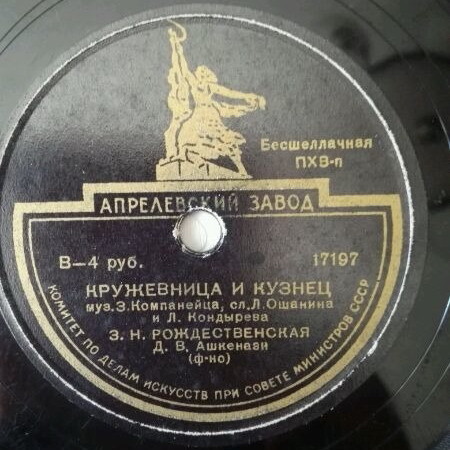 Бесшеллачная
ПХВ-п
АПРЕЛЕВСКИЙ ЗАВОД
В—4 руб.
17197
КРУЖЕВНИЦА И КУЗНЕЦ
муз. З. Компанейца, сл. Л. Ошанина
и Л. Кондырева
З. Н. РОЖДЕСТВЕНСКАЯ
Д. В. Ашкенази
(ф-но)
КОМИТЕТ ПО ДЕЛАМ ИСКУССТВ ПРИ СОВЕТЕ МИНИСТРОВ СССР